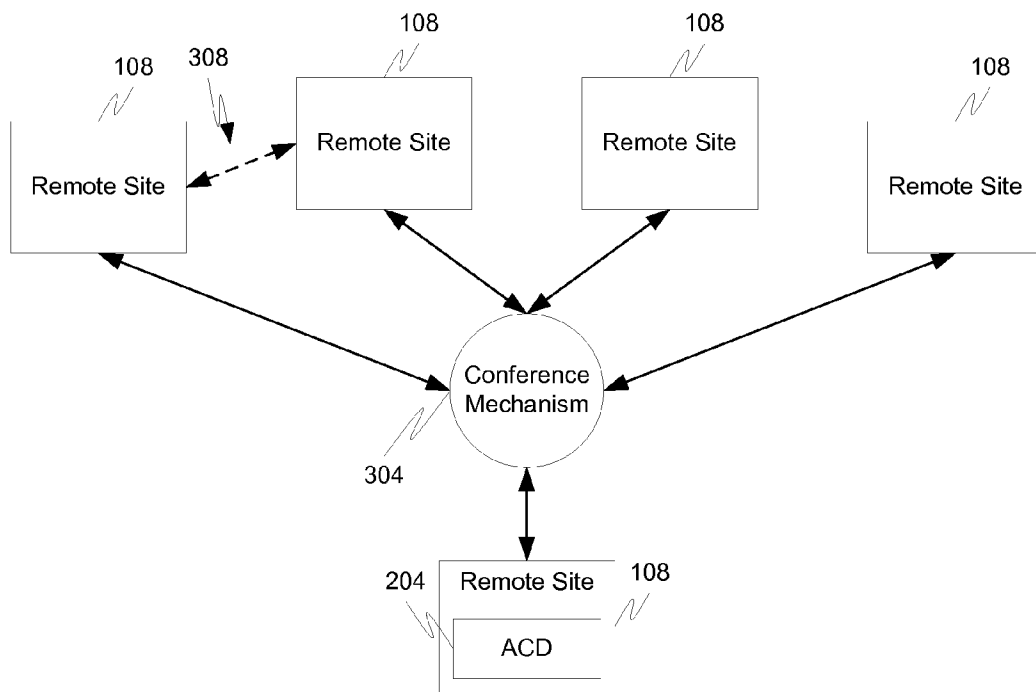 108
108
108
308
108
Remote Site
Remote Site
Remote Site
Remote Site
Conference
Mechanism
304
Remote Site
204
108
ACD